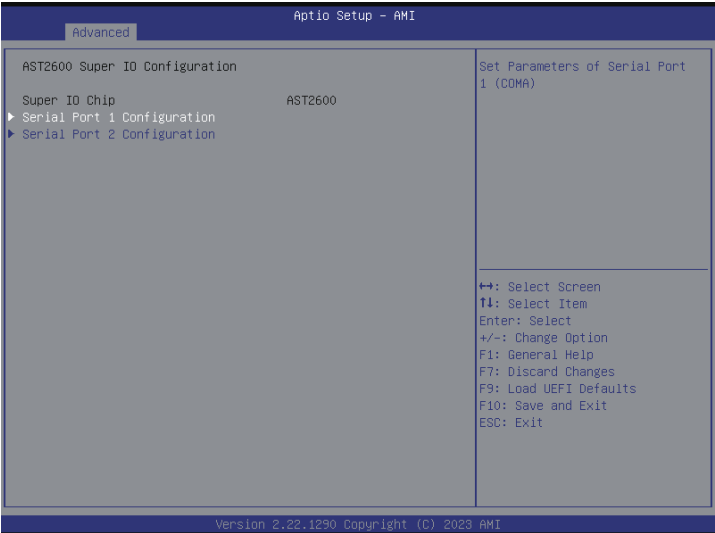 Aptio Setup – AMI
Advanced
AST2600 Super IO Configuration
Super IO Chip AST2600
▶ Serial Port 1 Configuration
▶ Serial Port 2 Configuration
Set Parameters of Serial Port
1 (COMA)
↔: Select Screen
↑↓: Select Item
Enter: Select
+/-: Change Option
F1: General Help
F7: Discard Changes
F9: Load UEFI Defaults
F10: Save and Exit
ESC: Exit
Version 2.22.1290 Copyright (C) 2023 AMI